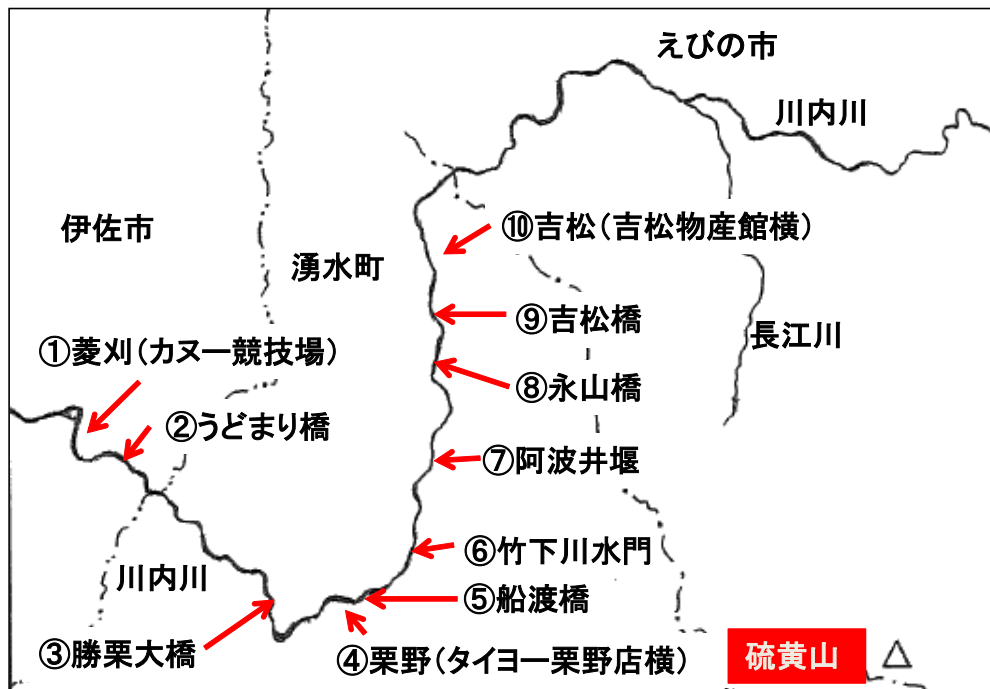 えびの市
川内川
伊佐市
⑩吉松(吉松物産館横)
湧水町
⑨吉松橋
長江川
①菱刈(カヌー競技場)
⑧永山橋
②うどまり橋
⑦阿波井堰
⑥竹下川水門
川内川
⑤船渡橋
③勝栗大橋
④栗野(タイヨー栗野店横)
硫黄山